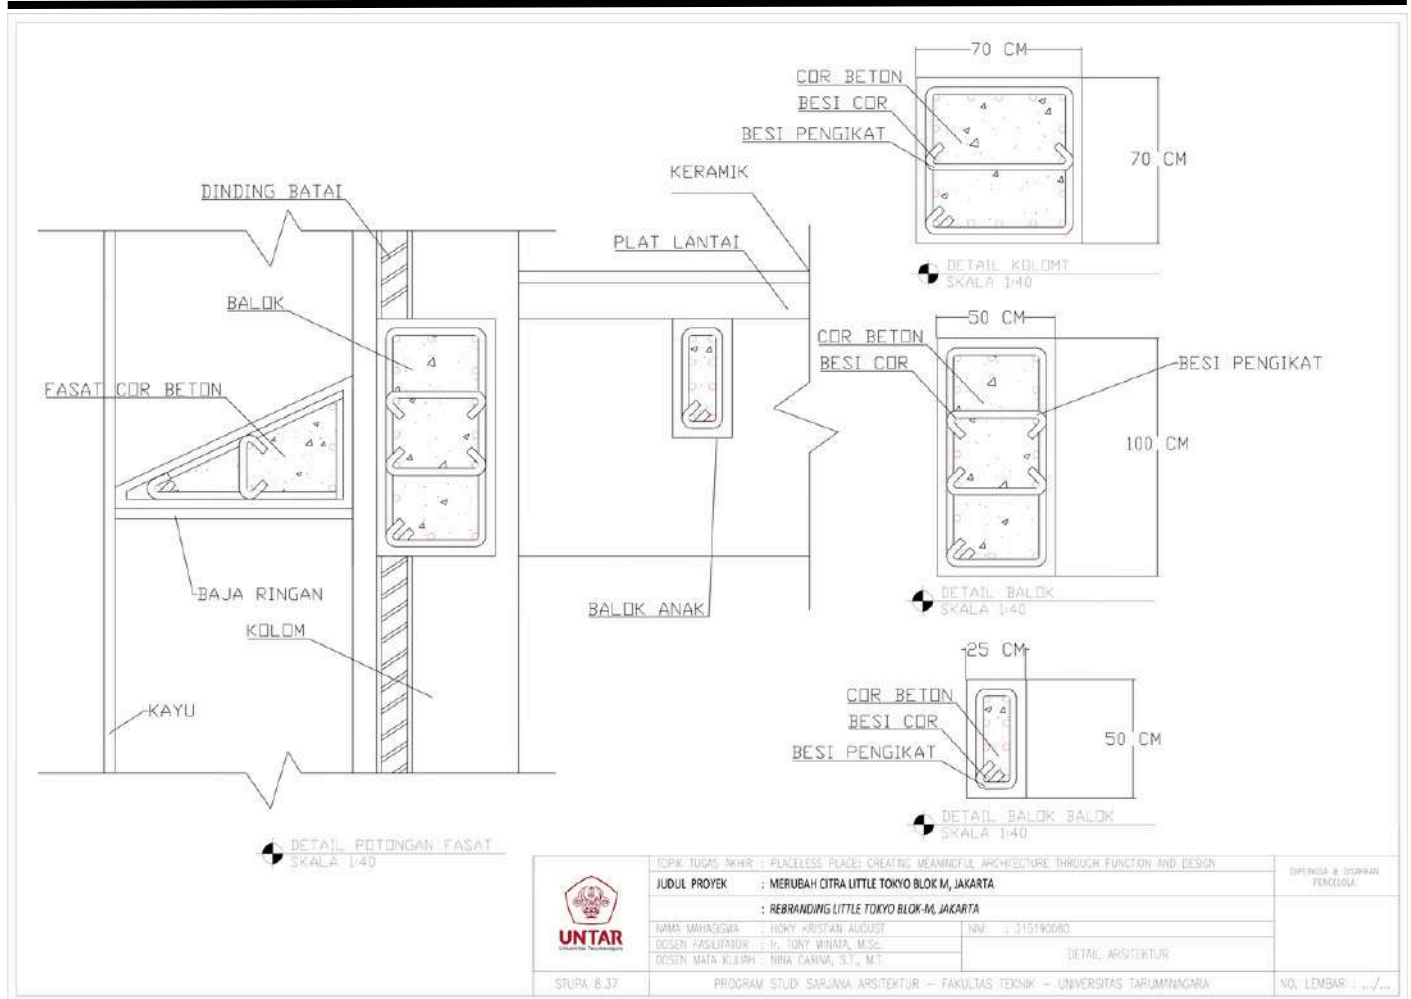 70 CM
COR BETON
BESI COR
BESI PENGIKAT
70 CM
KERAMIK
DINDING BATAI
PLAT LANTAI
DETAIL KOLOMT
SKALA 1:40
BALOK
50 CM
COR BETON
BESI COR
BESI PENGIKAT
FASAT COR BETON
100 CM
BAJA RINGAN
BALOK ANAK
DETAIL BALOK
SKALA 1:40
KOLOM
25 CM
COR BETON
KAYU
BESI COR
50 CM
BESI PENGIKAT
DETAIL BALOK BALOK
SKALA 1:40
DETAIL POTONGAN FASAT
SKALA 1:40
TOPIK TUGAS AKHIR : PLACELESS PLACE: CREATING MEANINGFUL ARCHITECTURE THROUGH FUNCTION AND DESIGN
DIPERIKSA & DISAHKAN
PENGELOLA
JUDUL PROYEK : MERUBAH CITRA LITTLE TOKYO BLOK M, JAKARTA
: REBRANDING LITTLE TOKYO BLOK-M, JAKARTA
UNTAR
Universitas Tarumanagara
NAMA MAHASISWA : HOKY KRISTIAN AUGUST
NIM : 315190080
DOSEN FASILITATOR : Ir. TONY WINATA, M.Sc.
DOSEN MATA KULIAH : NINA CARINA, S.T., M.T.
DETAIL ARSITEKTUR
STUPA 8.37
PROGRAM STUDI SARJANA ARSITEKTUR – FAKULTAS TEKNIK – UNIVERSITAS TARUMANAGARA
NO. LEMBAR : .../...